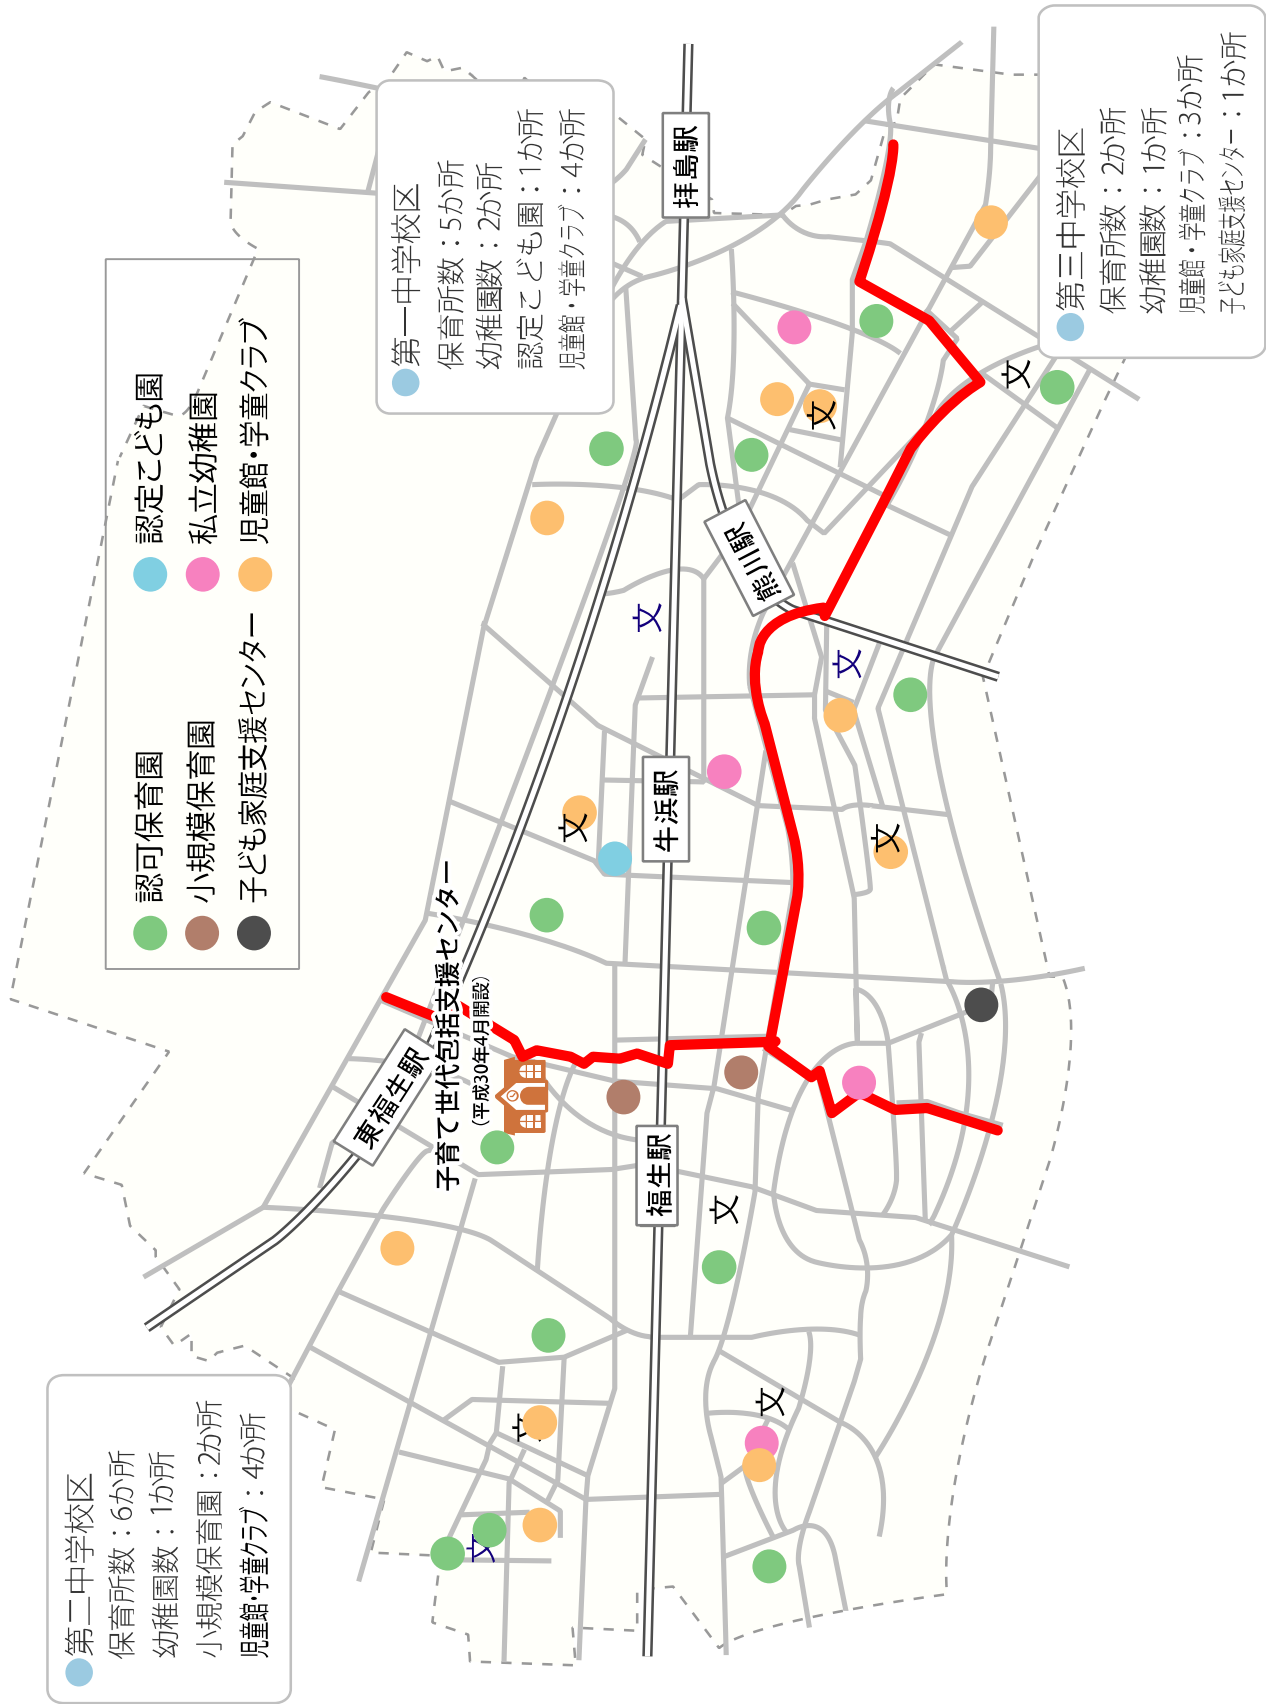 認可保育園
小規模保育園
子ども家庭支援センター
認定こども園
私立幼稚園
児童館・学童クラブ
第二中学校区
保育所数：6か所
幼稚園数：1か所
小規模保育園：2か所
児童館・学童クラブ：4か所
第一中学校区
保育所数：5か所
幼稚園数：2か所
認定こども園：1か所
児童館・学童クラブ：4か所
第三中学校区
保育所数：2か所
幼稚園数：1か所
児童館・学童クラブ：3か所
子ども家庭支援センター：1か所
東福生駅
子育て世代包括支援センター
（平成30年4月開設）
福生駅
牛浜駅
熊川駅
拝島駅
文
文
文
文
文
文
文
文
文
文